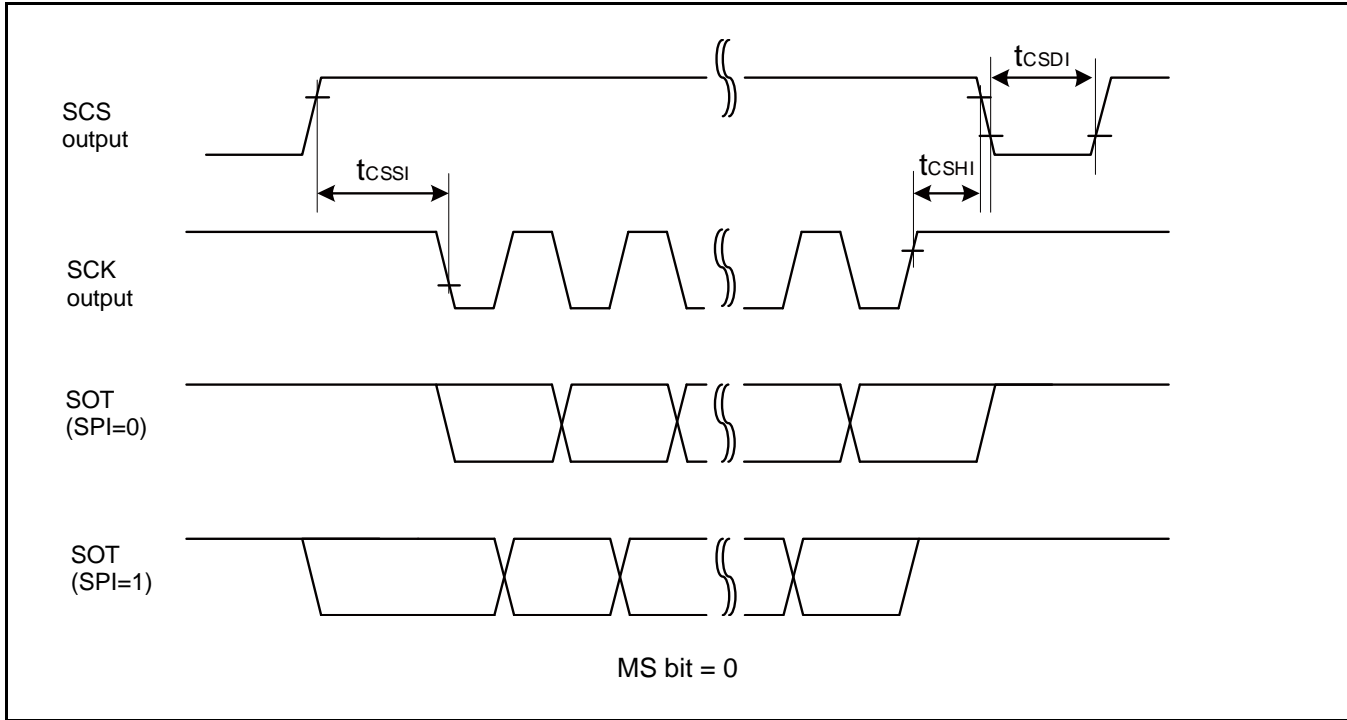 tCSDI
SCS
output
tCSSI
tCSHI
SCK
output
SOT
(SPI=0)
SOT
(SPI=1)
MS bit = 0